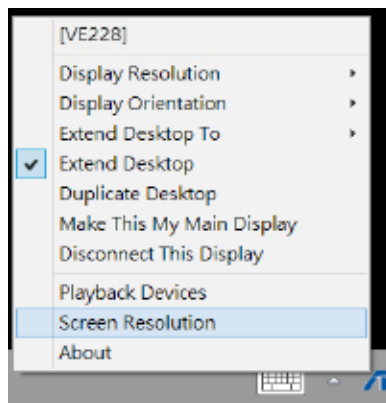 [VE228]
Display Resolution
Display Orientation
Extend Desktop To
Extend Desktop
Duplicate Desktop
Make This My Main Display
Disconnect This Display
Playback Devices
Screen Resolution
About